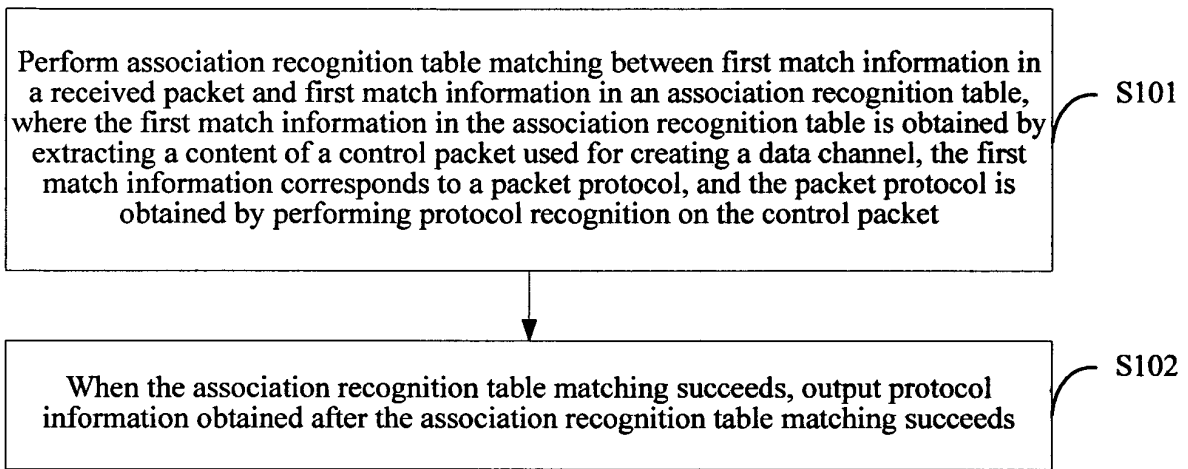 Perform association recognition table matching between first match information in
a received packet and first match information in an association recognition table,
where the first match information in the association recognition table is obtained by
extracting a content of a control packet used for creating a data channel, the first
match information corresponds to a packet protocol, and the packet protocol is
obtained by performing protocol recognition on the control packet
S101
When the association recognition table matching succeeds, output protocol
information obtained after the association recognition table matching succeeds
S102